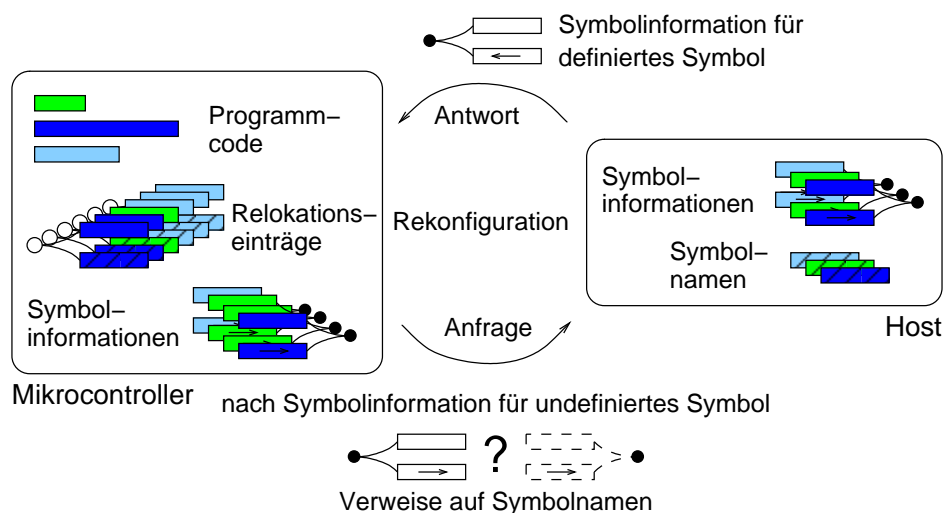 Symbolinformation für
definiertes Symbol
Programm–
code
Relokations–
einträge
Symbol–
informationen
Mikrocontroller
Antwort
Rekonfiguration
Anfrage
Symbol–
informationen
Symbol–
namen
Host
nach Symbolinformation für undefiniertes Symbol
?
Verweise auf Symbolnamen